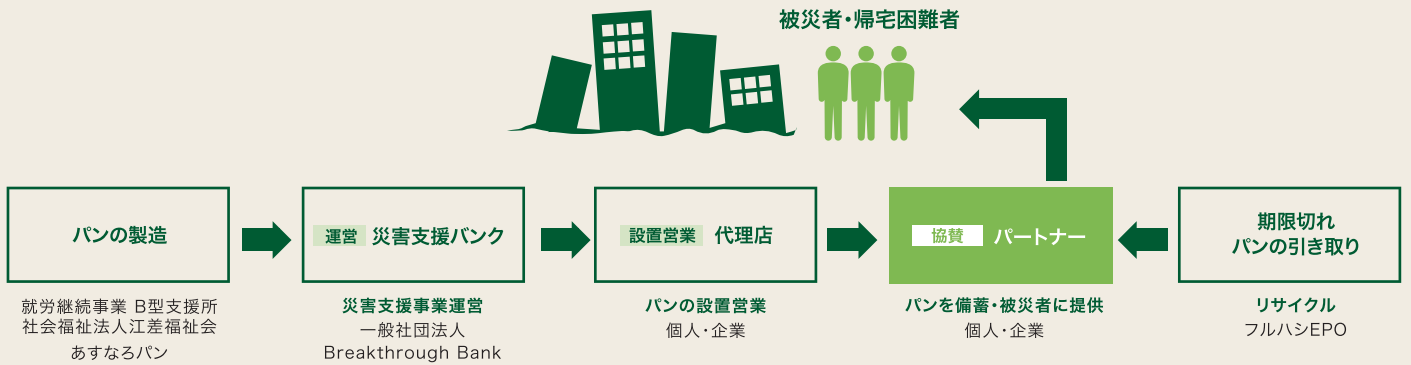 被災者・帰宅困難者
パンの製造
運営 災害支援バンク
設置営業 代理店
協賛 パートナー
期限切れ
パンの引き取り
就労継続事業 B型支援所
社会福祉法人江差福祉会
あすなろパン
災害支援事業運営
一般社団法人
Breakthrough Bank
パンの設置営業
個人・企業
パンを備蓄・被災者に提供
個人・企業
リサイクル
フルハシEPO